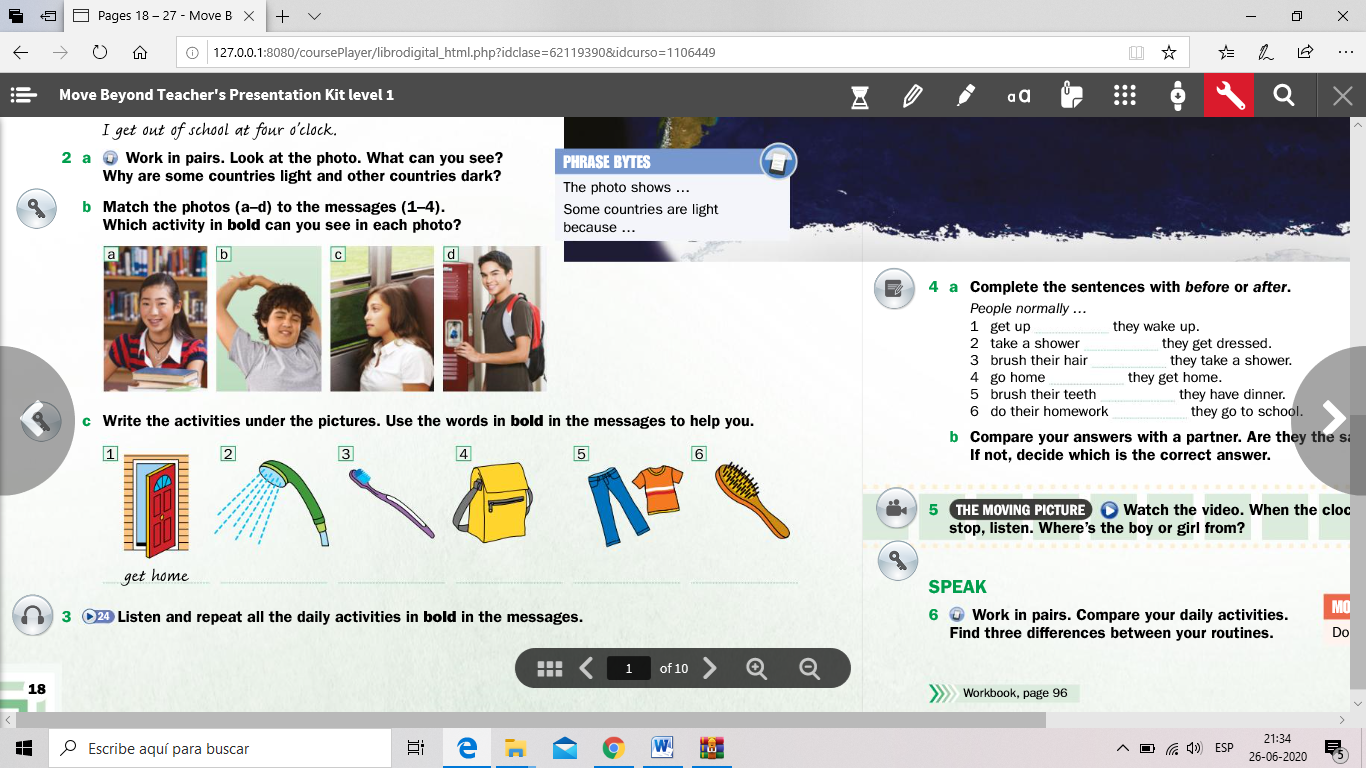 Pages 18 – 27 - Move B
127.0.0.1:8080/coursePlayer/librodigital_html.php?idclase=62119390&idcurso=1106449
Move Beyond Teacher's Presentation Kit level 1
aA
I get out of school at four o'clock.
2 a Work in pairs. Look at the photo. What can you see?
Why are some countries light and other countries dark?
b Match the photos (a–d) to the messages (1–4).
Which activity in bold can you see in each photo?
PHRASE BYTES
The photo shows ...
Some countries are light
because ...
a b c d
c Write the activities under the pictures. Use the words in bold in the messages to help you.
1 2 3 4 5 6
get home
3 24 Listen and repeat all the daily activities in bold in the messages.
18
4 a Complete the sentences with before or after.
People normally ...
1 get up they wake up.
2 take a shower they get dressed.
3 brush their hair they take a shower.
4 go home they get home.
5 brush their teeth they have dinner.
6 do their homework they go to school.
b Compare your answers with a partner. Are they the sa
If not, decide which is the correct answer.
5 THE MOVING PICTURE Watch the video. When the cloc
stop, listen. Where's the boy or girl from?
SPEAK
6 Work in pairs. Compare your daily activities.
Find three differences between your routines.
MO
Do
Workbook, page 96
1 of 10
Escribe aquí para buscar
ESP
21:34
26-06-2020
5